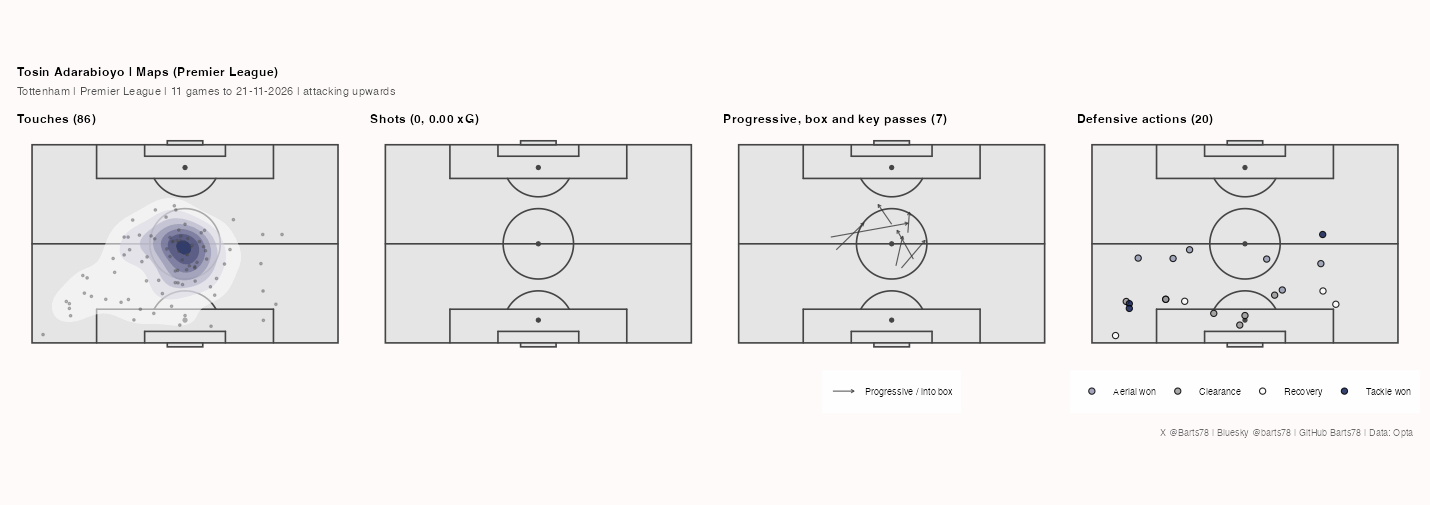 Tosin Adarabioyo | Maps (Premier League)
Tottenham | Premier League | 11 games to 21-11-2026 | attacking upwards
Touches (86)
Shots (0, 0.00 xG)
Progressive, box and key passes (7)
Defensive actions (20)
Progressive / into box
Aerial won
Clearance
Recovery
Tackle won
X @Barts78 | Bluesky @barts78 | GitHub Barts78 | Data: Opta